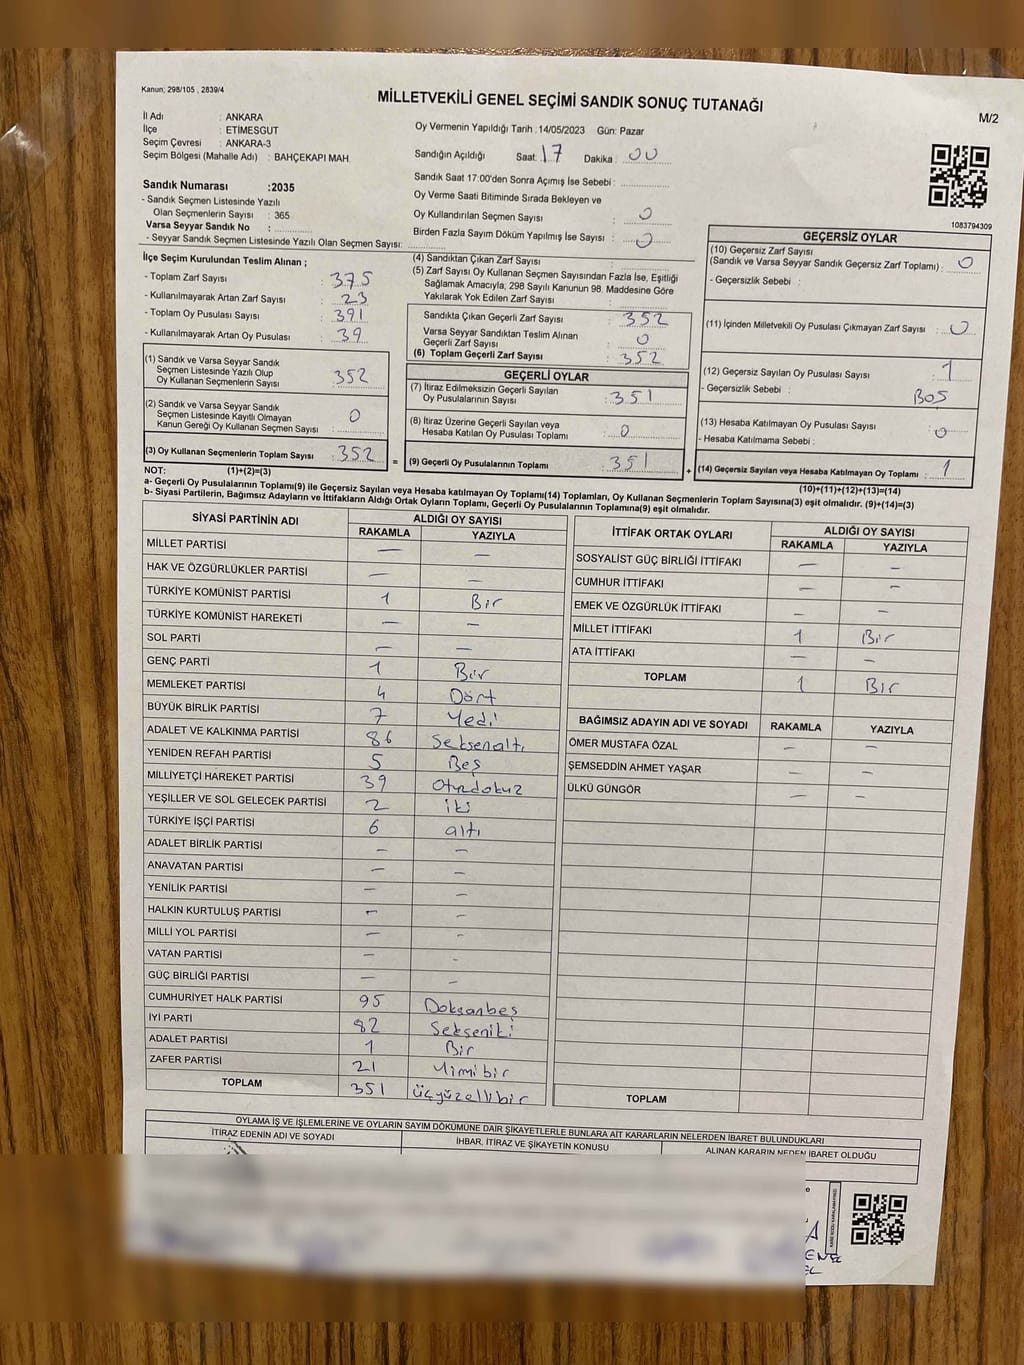 Kanun; 298/105 , 2839/4
MİLLETVEKİLİ GENEL SEÇİMİ SANDIK SONUÇ TUTANAĞI
M/2
İl Adı : ANKARA
İlçe : ETİMESGUT
Seçim Çevresi : ANKARA-3
Seçim Bölgesi (Mahalle Adı) : BAHÇEKAPI MAH.
Sandık Numarası :2035
- Sandık Seçmen Listesinde Yazılı
Olan Seçmenlerin Sayısı : 365
Varsa Seyyar Sandık No :
- Seyyar Sandık Seçmen Listesinde Yazılı Olan Seçmen Sayısı:
Oy Vermenin Yapıldığı Tarih : 14/05/2023 Gün: Pazar
Sandığın Açıldığı Saat: 17 Dakika : 00
Sandık Saat 17:00'den Sonra Açımış İse Sebebi :
Oy Verme Saati Bitiminde Sırada Bekleyen ve
Oy Kullandırılan Seçmen Sayısı : 0
Birden Fazla Sayım Döküm Yapılmış İse Sayısı : 0
1083794309
İlçe Seçim Kurulundan Teslim Alınan ;
- Toplam Zarf Sayısı : 375
- Kullanılmayarak Artan Zarf Sayısı : 23
- Toplam Oy Pusulası Sayısı : 391
- Kullanılmayarak Artan Oy Pusulası : 39
(1) Sandık ve Varsa Seyyar Sandık
Seçmen Listesinde Yazılı Olup
Oy Kullanan Seçmenlerin Sayısı : 352
(2) Sandık ve Varsa Seyyar Sandık
Seçmen Listesinde Kayıtlı Olmayan
Kanun Gereği Oy Kullanan Seçmen Sayısı : 0
(3) Oy Kullanan Seçmenlerin Toplam Sayısı : 352
(4) Sandıktan Çıkan Zarf Sayısı :
(5) Zarf Sayısı Oy Kullanan Seçmen Sayısından Fazla İse, Eşitliği
Sağlamak Amacıyla, 298 Sayılı Kanunun 98. Maddesine Göre
Yakılarak Yok Edilen Zarf Sayısı :
Sandıkta Çıkan Geçerli Zarf Sayısı : 352
Varsa Seyyar Sandıktan Teslim Alınan
Geçerli Zarf Sayısı : 0
(6) Toplam Geçerli Zarf Sayısı : 352
GEÇERLİ OYLAR
(7) İtiraz Edilmeksizin Geçerli Sayılan
Oy Pusulalarının Sayısı : 351
(8) İtiraz Üzerine Geçerli Sayılan veya
Hesaba Katılan Oy Pusulası Toplamı : 0
= (9) Geçerli Oy Pusulalarının Toplamı : 351
GEÇERSİZ OYLAR
(10) Geçersiz Zarf Sayısı
(Sandık ve Varsa Seyyar Sandık Geçersiz Zarf Toplamı) : 0
- Geçersizlik Sebebi :
(11) İçinden Milletvekili Oy Pusulası Çıkmayan Zarf Sayısı : 0
(12) Geçersiz Sayılan Oy Pusulası Sayısı : 1
- Geçersizlik Sebebi : BOŞ
(13) Hesaba Katılmayan Oy Pusulası Sayısı : 0
- Hesaba Katılmama Sebebi :
+ (14) Geçersiz Sayılan veya Hesaba Katılmayan Oy Toplamı : 1
NOT: (1)+(2)=(3)
(10)+(11)+(12)+(13)=(14)
a- Geçerli Oy Pusulalarının Toplamı(9) ile Geçersiz Sayılan veya Hesaba katılmayan Oy Toplamı(14) Toplamları, Oy Kullanan Seçmenlerin Toplam Sayısına(3) eşit olmalıdır. (9)+(14)=(3)
b- Siyasi Partilerin, Bağımsız Adayların ve İttifakların Aldığı Ortak Oyların Toplamı, Geçerli Oy Pusulalarının Toplamına(9) eşit olmalıdır.
SİYASİ PARTİNİN ADI ALDIĞI OY SAYISI
RAKAMLA YAZIYLA
MİLLET PARTİSİ — —
HAK VE ÖZGÜRLÜKLER PARTİSİ — —
TÜRKİYE KOMÜNİST PARTİSİ 1 Bir
TÜRKİYE KOMÜNİST HAREKETİ — —
SOL PARTİ — —
GENÇ PARTİ 1 Bir
MEMLEKET PARTİSİ 4 Dört
BÜYÜK BİRLİK PARTİSİ 7 Yedi
ADALET VE KALKINMA PARTİSİ 86 Seksenaltı
YENİDEN REFAH PARTİSİ 5 Beş
MİLLİYETÇİ HAREKET PARTİSİ 39 Otuzdokuz
YEŞİLLER VE SOL GELECEK PARTİSİ 2 iki
TÜRKİYE İŞÇİ PARTİSİ 6 altı
ADALET BİRLİK PARTİSİ — —
ANAVATAN PARTİSİ — —
YENİLİK PARTİSİ — —
HALKIN KURTULUŞ PARTİSİ — —
MİLLİ YOL PARTİSİ — —
VATAN PARTİSİ — —
GÜÇ BİRLİĞİ PARTİSİ — —
CUMHURİYET HALK PARTİSİ 95 Doksanbeş
İYİ PARTİ 82 Sekseniki
ADALET PARTİSİ 1 Bir
ZAFER PARTİSİ 21 Yirmibir
TOPLAM 351 üçyüzellibir
İTTİFAK ORTAK OYLARI ALDIĞI OY SAYISI
RAKAMLA YAZIYLA
SOSYALİST GÜÇ BİRLİĞİ İTTİFAKI — —
CUMHUR İTTİFAKI — —
EMEK VE ÖZGÜRLÜK İTTİFAKI — —
MİLLET İTTİFAKI 1 Bir
ATA İTTİFAKI — —
TOPLAM 1 Bir
BAĞIMSIZ ADAYIN ADI VE SOYADI RAKAMLA YAZIYLA
ÖMER MUSTAFA ÖZAL — —
ŞEMSEDDİN AHMET YAŞAR — —
ÜLKÜ GÜNGÖR — —
TOPLAM
OYLAMA İŞ VE İŞLEMLERİNE VE OYLARIN SAYIM DÖKÜMÜNE DAİR ŞİKAYETLERLE BUNLARA AİT KARARLARIN NELERDEN İBARET BULUNDUKLARI
İTİRAZ EDENİN ADI VE SOYADI İHBAR, İTİRAZ VE ŞİKAYETİN KONUSU ALINAN KARARIN NEDEN İBARET OLDUĞU